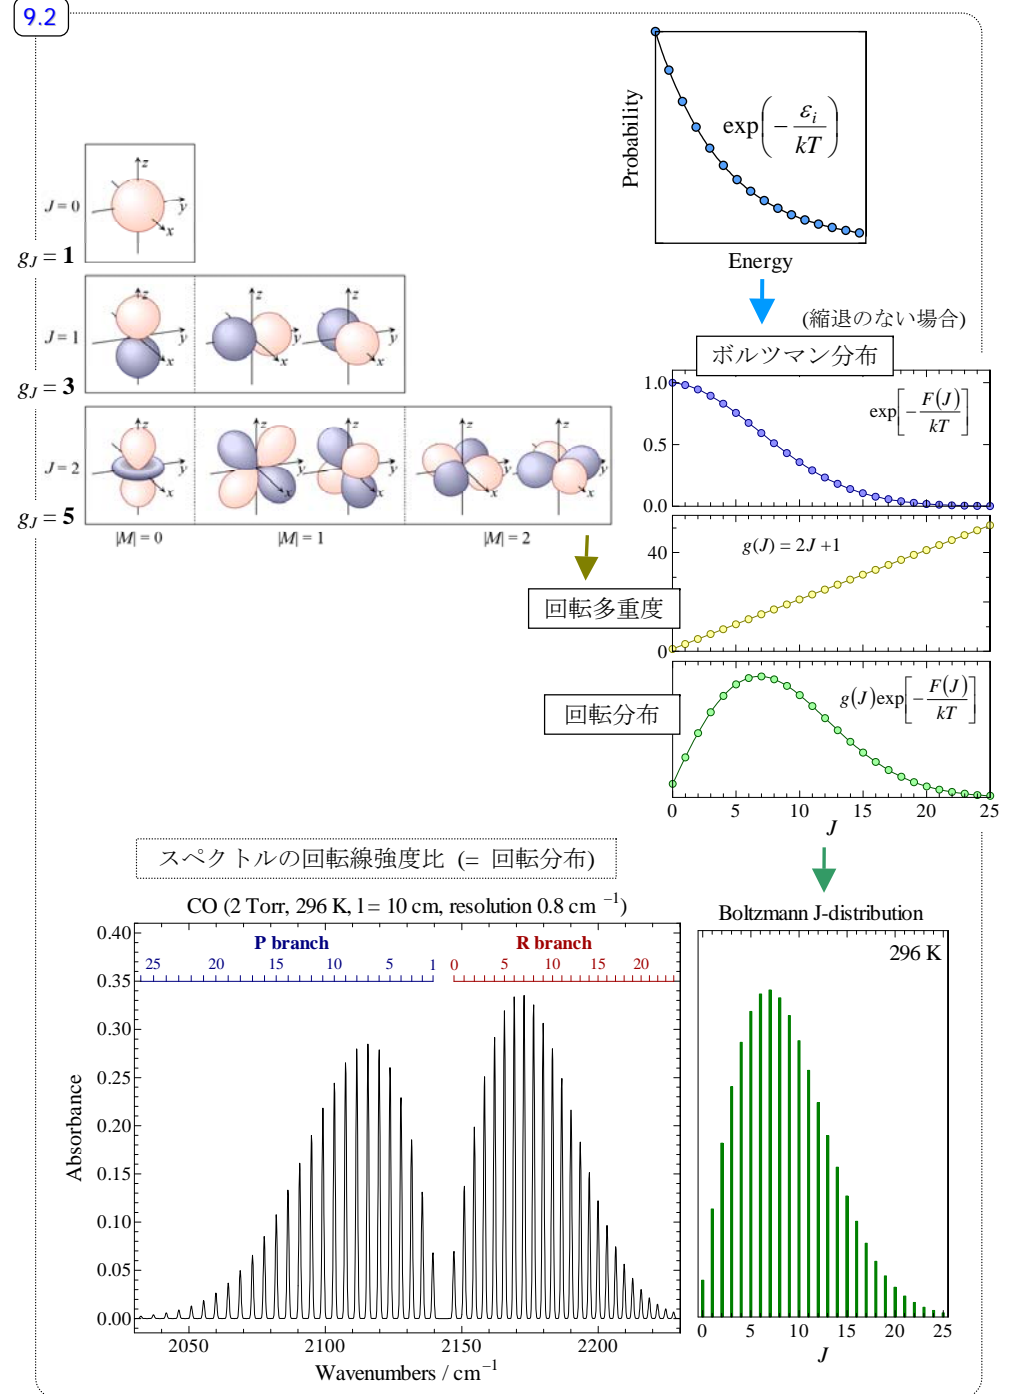 9.2
Probability
exp(−εᵢ/kT)
Energy
(縮退のない場合)
ボルツマン分布
z
y
x
J = 0
g_J = 1
z
y
x
z
y
x
z
y
x
J = 1
g_J = 3
z
y
x
z
y
x
z
y
x
z
y
x
z
y
x
J = 2
g_J = 5
|M| = 0
|M| = 1
|M| = 2
1.0
0.5
0.0
exp[−F(J)/kT]
40
0
g(J) = 2J +1
回転多重度
回転分布
g(J)exp[−F(J)/kT]
0 5 10 15 20 25
J
スペクトルの回転線強度比 (= 回転分布)
CO (2 Torr, 296 K, l = 10 cm, resolution 0.8 cm⁻¹)
P branch
R branch
25 20 15 10 5 1
0 5 10 15 20
0.40
0.35
0.30
0.25
0.20
0.15
0.10
0.05
0.00
Absorbance
2050 2100 2150 2200
Wavenumbers / cm⁻¹
Boltzmann J-distribution
296 K
0 5 10 15 20 25
J